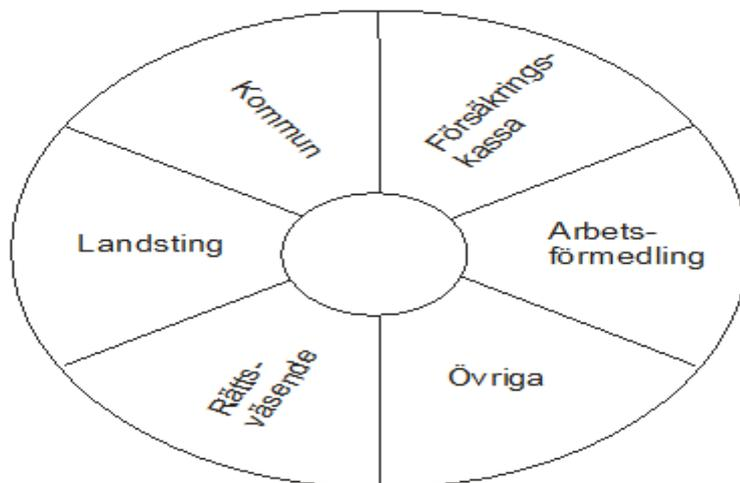 Kommun
Försäkrings-
kassa
Landsting
Arbets-
förmedling
Rätts-
väsende
Övriga